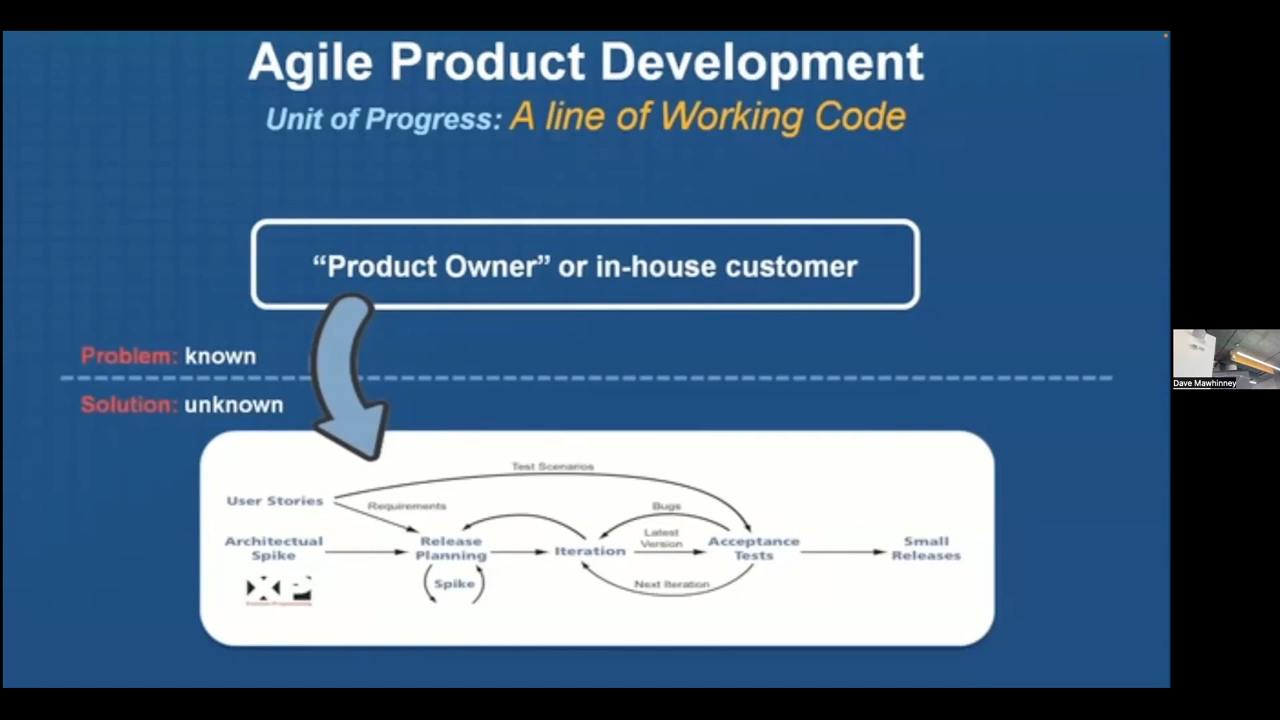 Agile Product Development
Unit of Progress: A line of Working Code
“Product Owner” or in-house customer
Problem: known
Solution: unknown
Test Scenarios
User Stories
Requirements
Bugs
Architectual
Spike
Release
Planning
Iteration
Latest
Version
Acceptance
Tests
Small
Releases
Spike
Next Iteration
XP
Dave Mawhinney